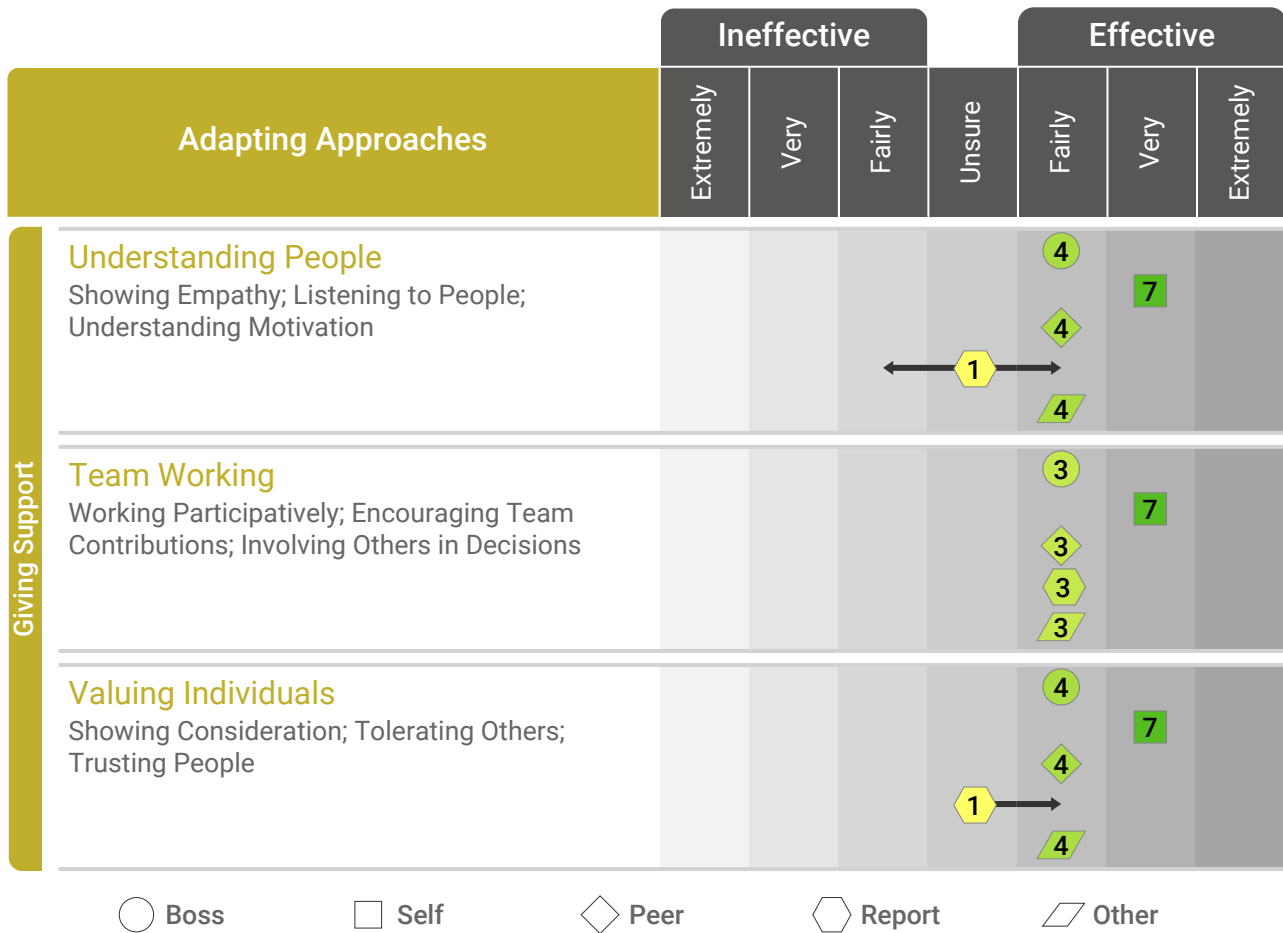 Ineffective
Effective
Adapting Approaches
Extremely
Very
Fairly
Unsure
Fairly
Very
Extremely
Giving Support
Understanding People
Showing Empathy; Listening to People;
Understanding Motivation
4
7
4
1
4
Team Working
Working Participatively; Encouraging Team
Contributions; Involving Others in Decisions
3
7
3
3
3
Valuing Individuals
Showing Consideration; Tolerating Others;
Trusting People
4
7
4
1
4
Boss
Self
Peer
Report
Other